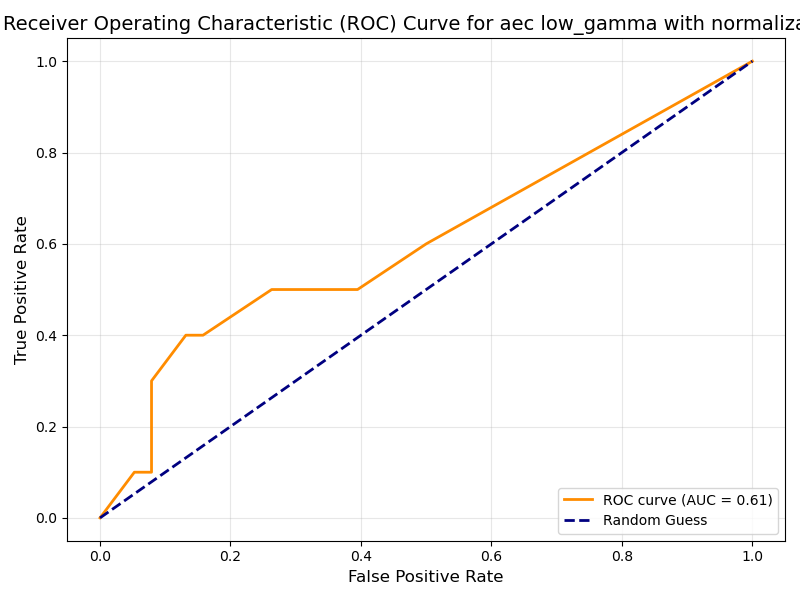 Receiver Operating Characteristic (ROC) Curve for aec low_gamma with
True Positive Rate
1.0
0.8
0.6
0.4
0.2
0.0
ROC curve (AUC = 0.61)
Random Guess
0.0 0.2 0.4 0.6 0.8 1.0
False Positive Rate